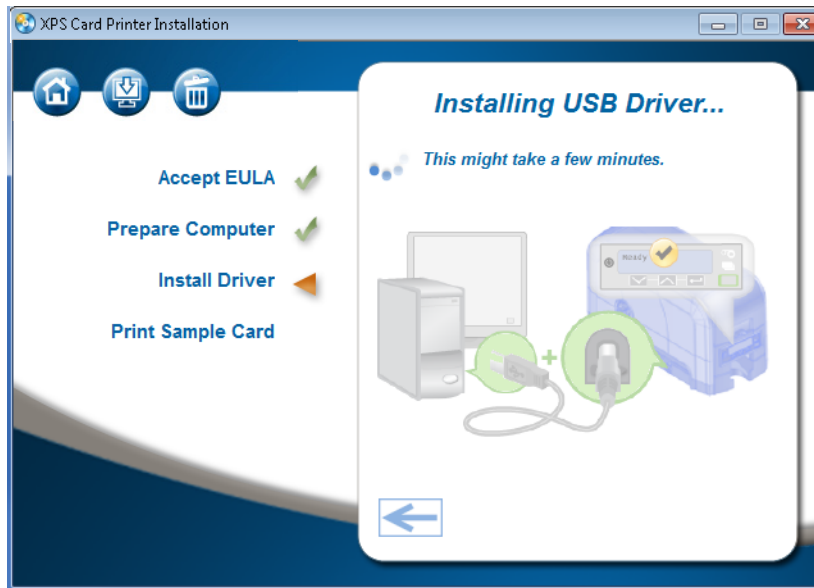 XPS Card Printer Installation
Installing USB Driver...
This might take a few minutes.
Accept EULA
Prepare Computer
Install Driver
Print Sample Card
Ready